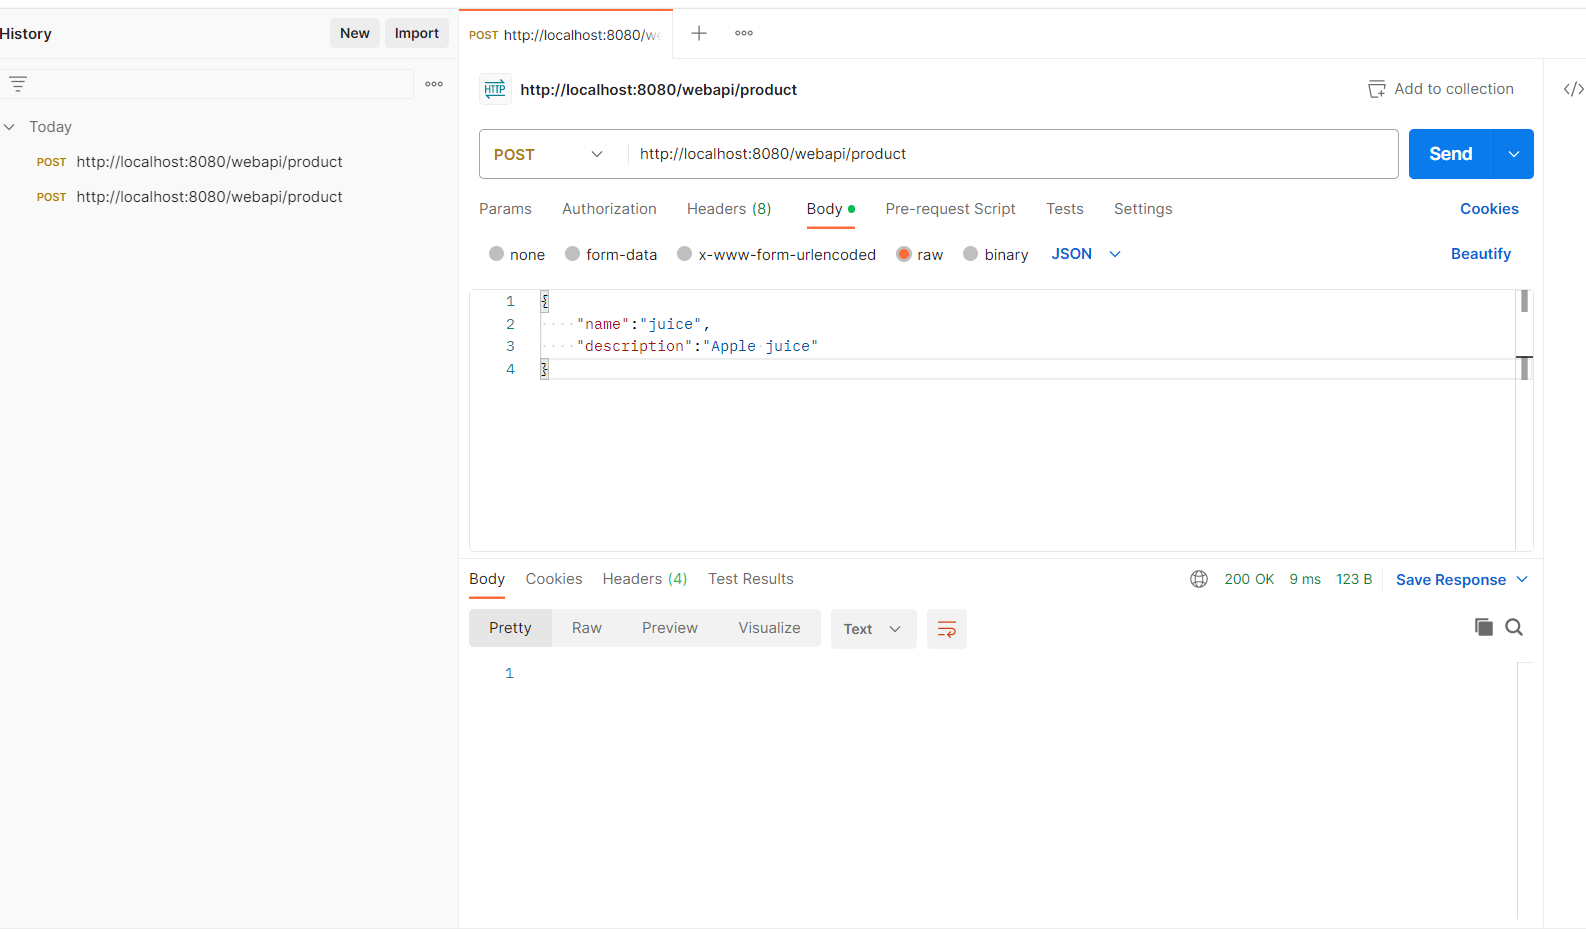 History
New
Import
Today
POST http://localhost:8080/webapi/product
POST http://localhost:8080/webapi/product
POST http://localhost:8080/we
HTTP http://localhost:8080/webapi/product
Add to collection
</>
POST
http://localhost:8080/webapi/product
Send
Params Authorization Headers (8) Body Pre-request Script Tests Settings Cookies
none form-data x-www-form-urlencoded raw binary JSON Beautify
1 {
2 "name":"juice",
3 "description":"Apple juice"
4 }
Body Cookies Headers (4) Test Results 200 OK 9 ms 123 B Save Response
Pretty Raw Preview Visualize Text
1